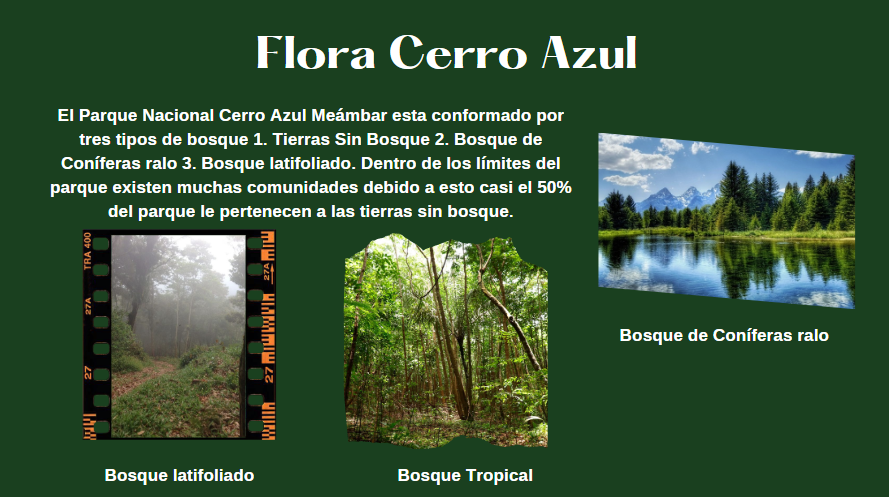 Flora Cerro Azul
El Parque Nacional Cerro Azul Meámbar esta conformado por
tres tipos de bosque 1. Tierras Sin Bosque 2. Bosque de
Coníferas ralo 3. Bosque latifoliado. Dentro de los límites del
parque existen muchas comunidades debido a esto casi el 50%
del parque le pertenecen a las tierras sin bosque.
TRA 400
27A
27
27A
27
Bosque de Coníferas ralo
Bosque latifoliado
Bosque Tropical